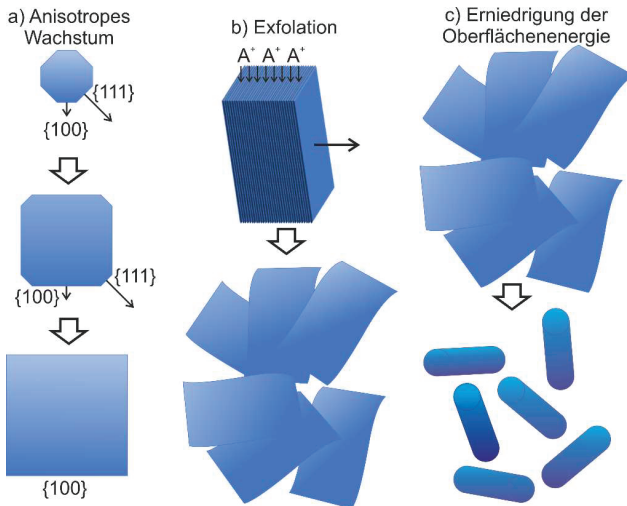 a) Anisotropes
Wachstum
{111}
{100}
{111}
{100}
{100}
b) Exfolation
A⁺ A⁺ A⁺
c) Erniedrigung der
Oberflächenenergie